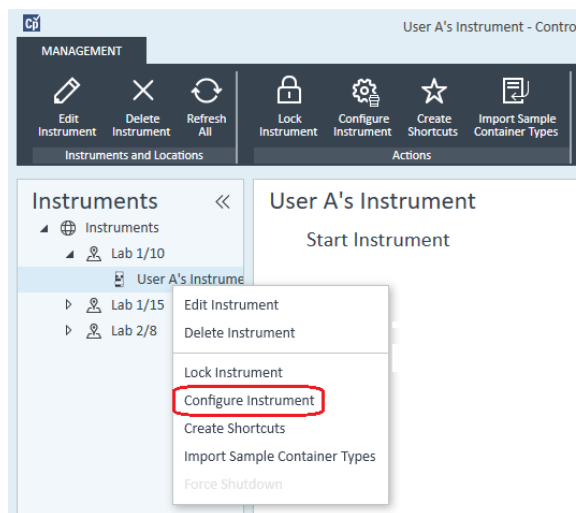 Cp
User A's Instrument - Contro
MANAGEMENT
Edit
Instrument
Delete
Instrument
Refresh
All
Instruments and Locations
Lock
Instrument
Configure
Instrument
Create
Shortcuts
Import Sample
Container Types
Actions
Instruments
Instruments
Lab 1/10
User A's Instrume
Lab 1/15
Lab 2/8
User A's Instrument
Start Instrument
Edit Instrument
Delete Instrument
Lock Instrument
Configure Instrument
Create Shortcuts
Import Sample Container Types
Force Shutdown